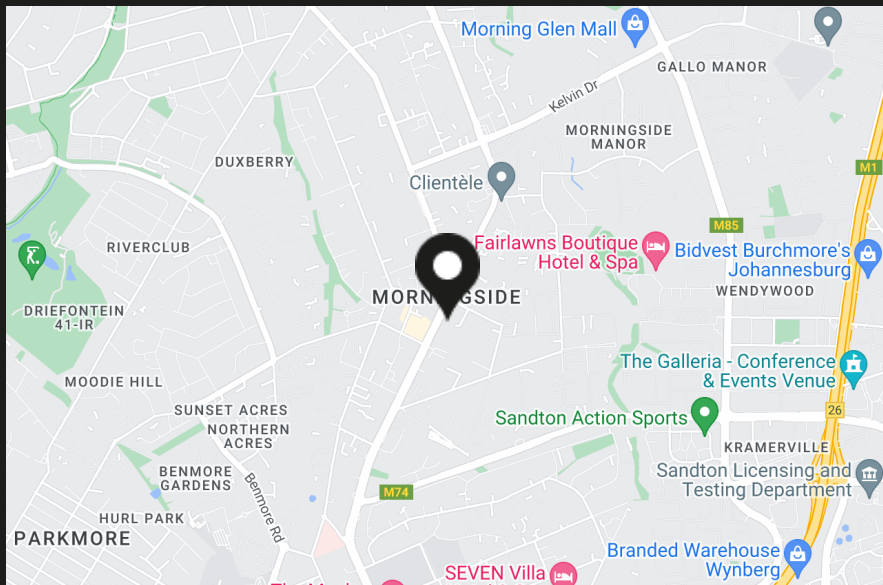 Morning Glen Mall
GALLO MANOR
Kelvin Dr
MORNINGSIDE
MANOR
DUXBERRY
M1
Clientèle
M85
RIVERCLUB
Fairlawns Boutique
Hotel & Spa
Bidvest Burchmore's
Johannesburg
WENDYWOOD
MORNINGSIDE
DRIEFONTEIN
41-IR
The Galleria - Conference
& Events Venue
MOODIE HILL
SUNSET ACRES
26
Sandton Action Sports
NORTHERN
ACRES
KRAMERVILLE
BENMORE
GARDENS
Sandton Licensing and
Testing Department
Benmore Rd
M74
HURL PARK
PARKMORE
Branded Warehouse
Wynberg
SEVEN Villa